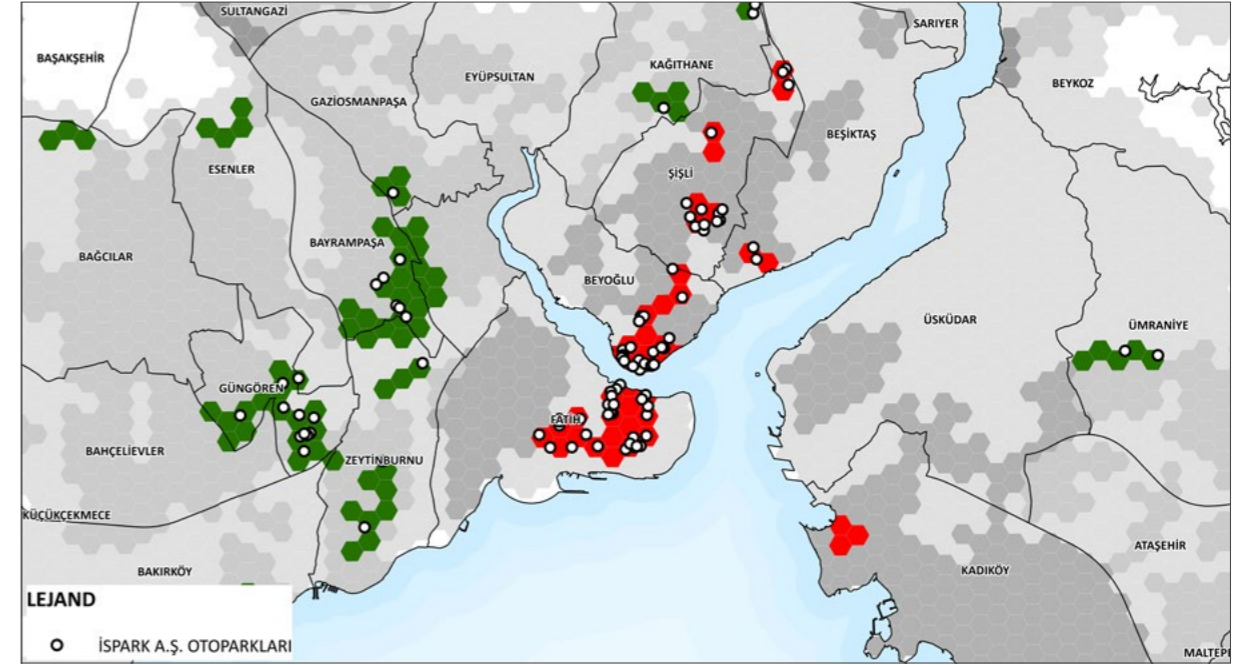 SULTANGAZİ
SARIYER
BAŞAKŞEHİR
KAĞITHANE
EYÜPSULTAN
BEYKOZ
GAZİOSMANPAŞA
BEŞİKTAŞ
ESENLER
ŞİŞLİ
BAYRAMPAŞA
BAĞCILAR
BEYOĞLU
ÜSKÜDAR
ÜMRANİYE
GÜNGÖREN
FATİH
BAHÇELİEVLER
ZEYTİNBURNU
KÜÇÜKÇEKMECE
ATAŞEHİR
BAKIRKÖY
KADIKÖY
LEJAND
İSPARK A.Ş. OTOPARKLARI
MALTEPE